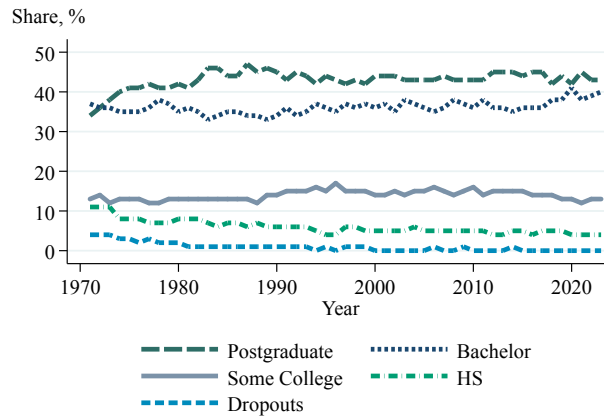 Share, %
50
40
30
20
10
0
1970 1980 1990 2000 2010 2020
Year
Postgraduate Bachelor
Some College HS
Dropouts